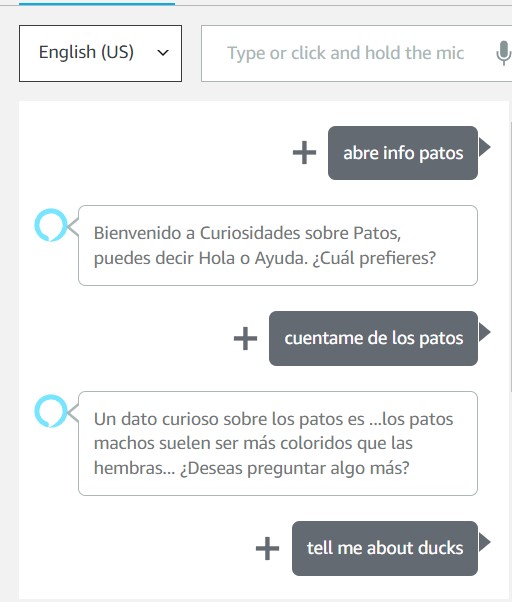 English (US)
Type or click and hold the mic
abre info patos
Bienvenido a Curiosidades sobre Patos,
puedes decir Hola o Ayuda. ¿Cuál prefieres?
cuentame de los patos
Un dato curioso sobre los patos es ...los patos
machos suelen ser más coloridos que las
hembras... ¿Deseas preguntar algo más?
tell me about ducks